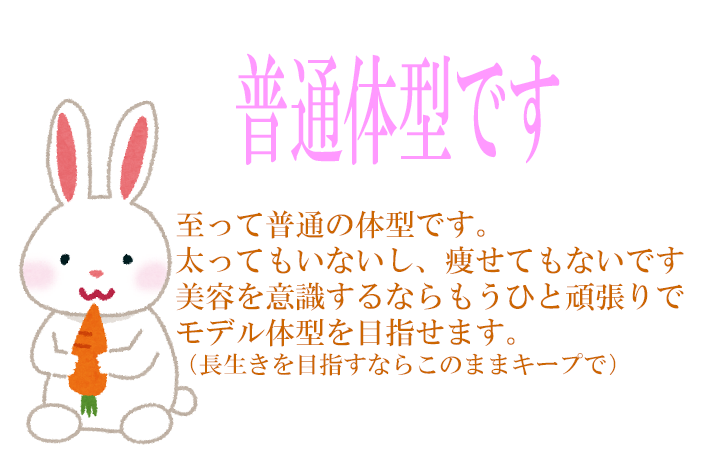 普通体型です
至って普通の体型です。
太ってもいないし、痩せてもないです
美容を意識するならもうひと頑張りで
モデル体型を目指せます。
（長生きを目指すならこのままキープで）